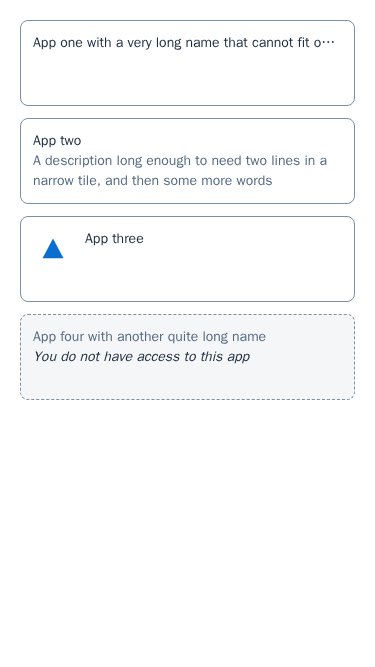 App one with a very long name that cannot fit o···
App two
A description long enough to need two lines in a
narrow tile, and then some more words
App three
App four with another quite long name
You do not have access to this app